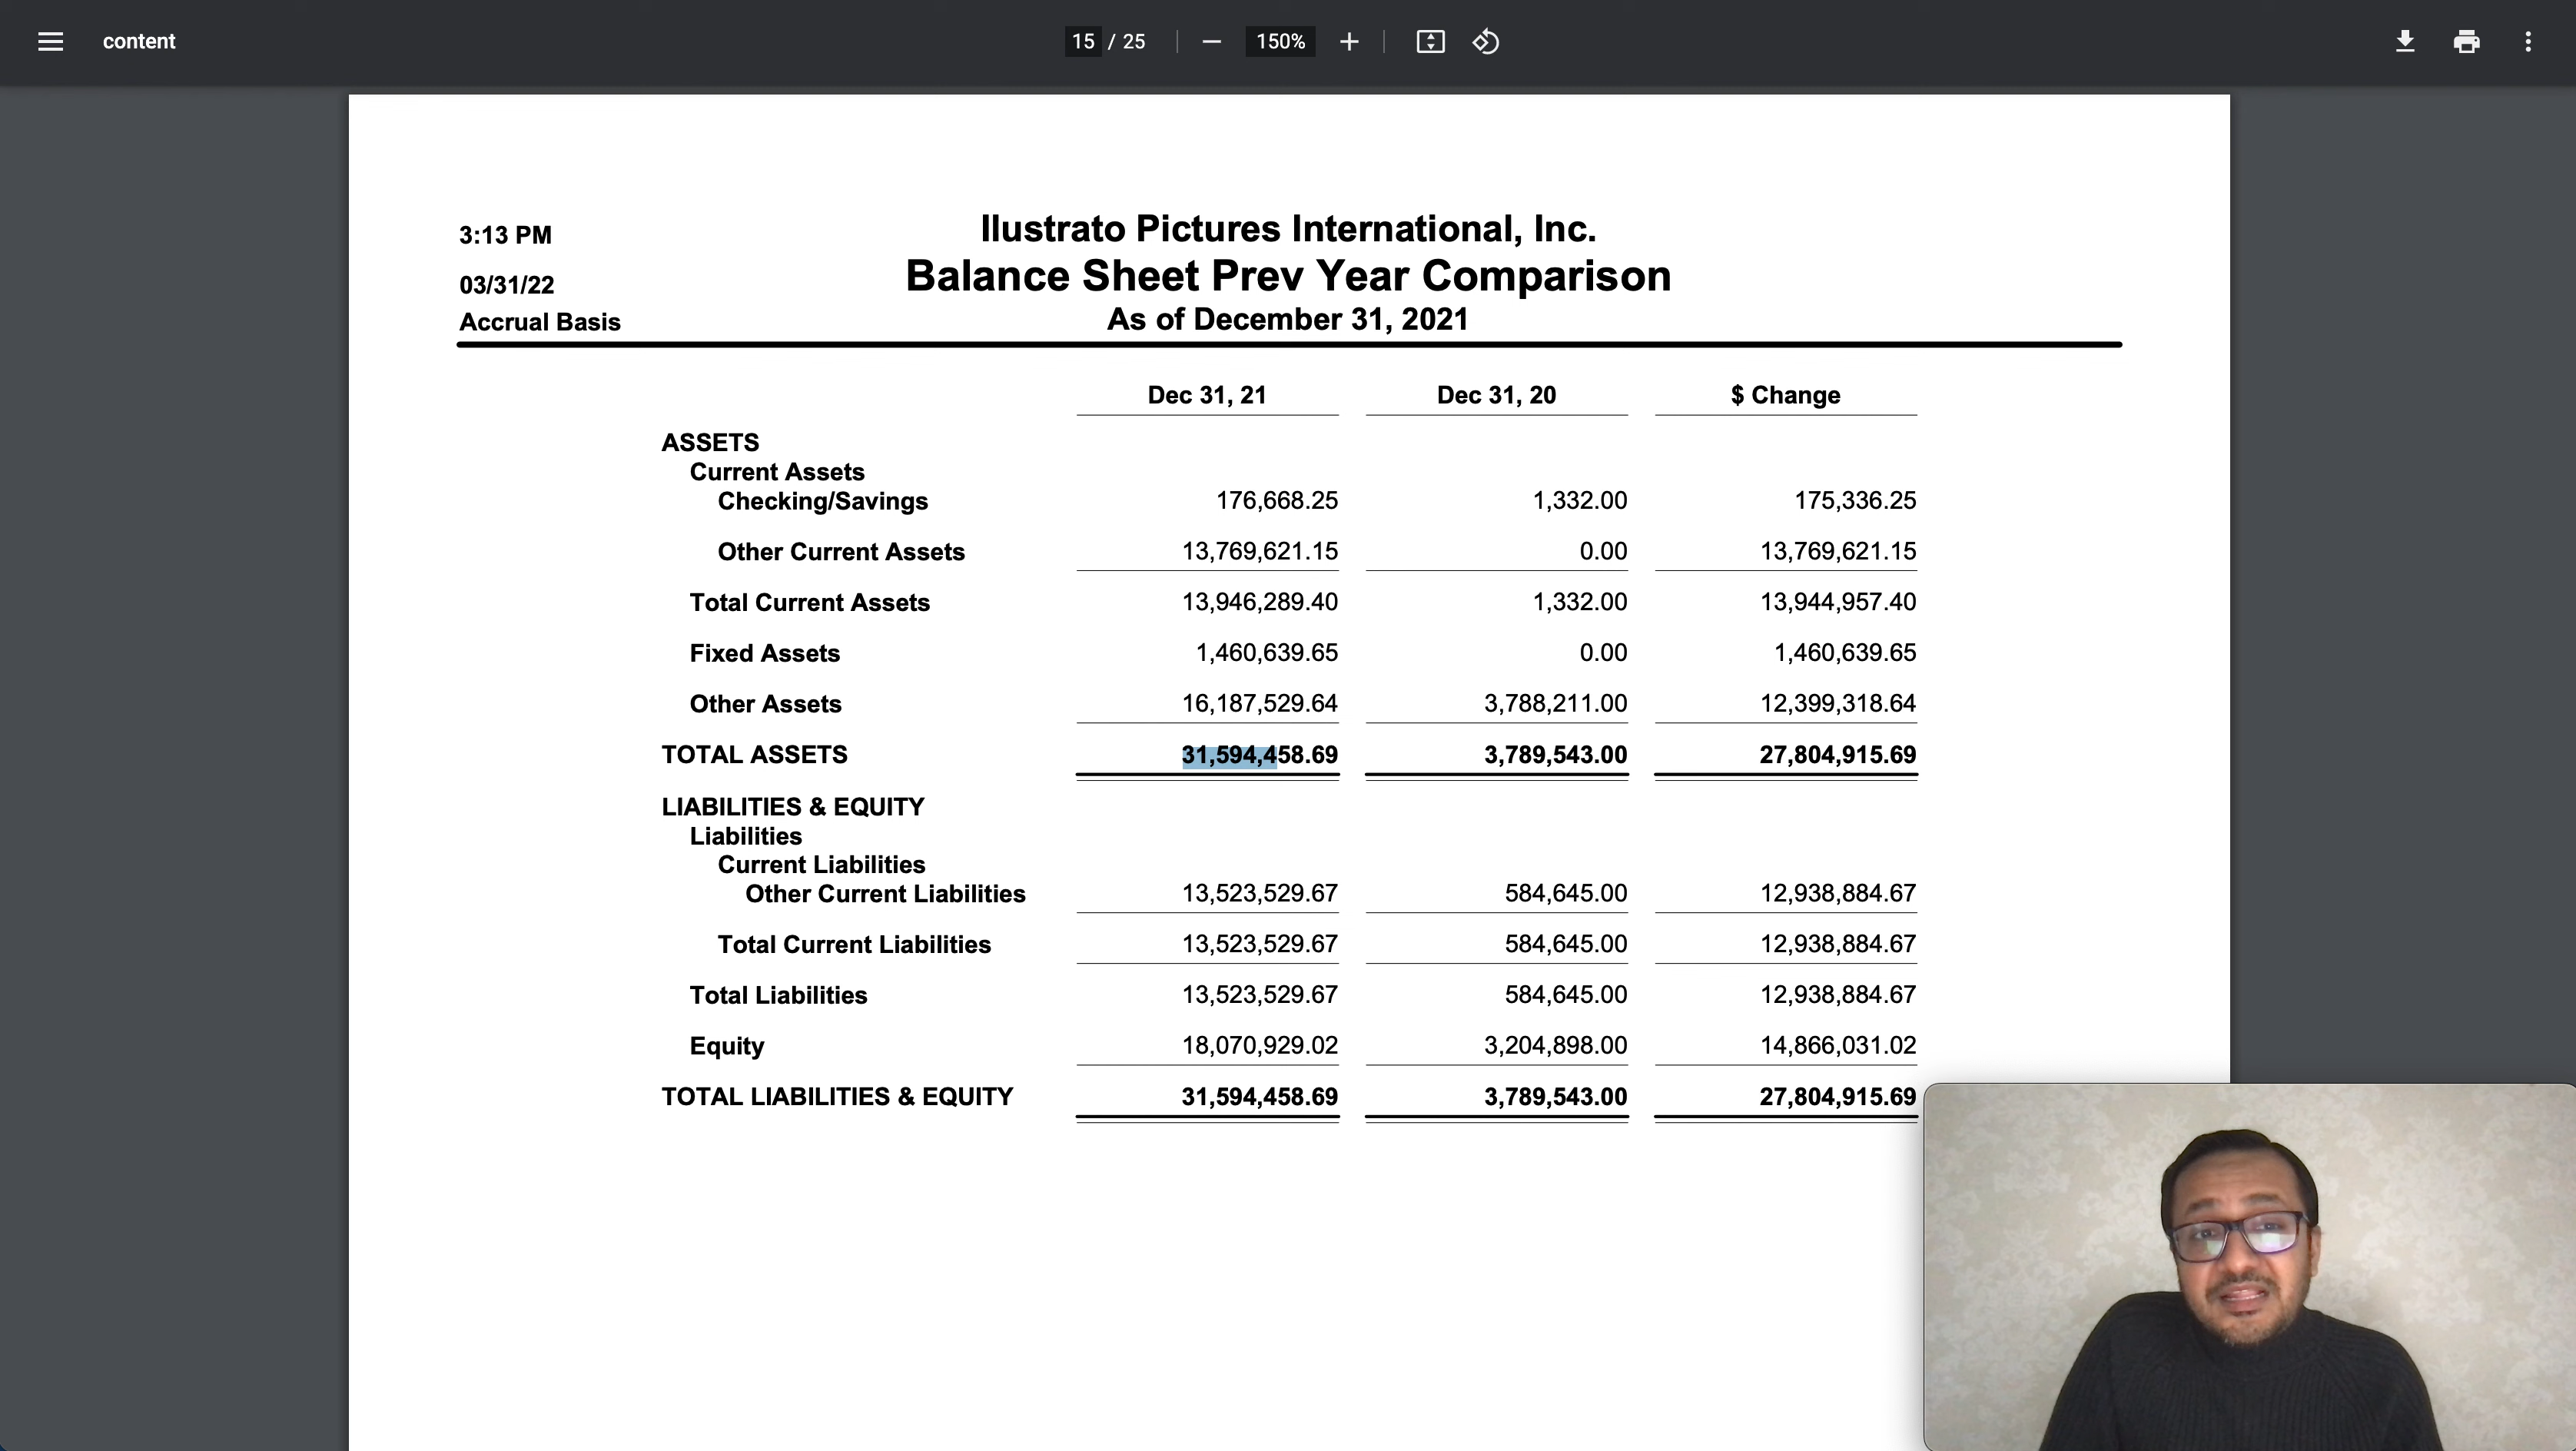 content
15 / 25
150%
Ilustrato Pictures International, Inc.
3:13 PM
Balance Sheet Prev Year Comparison
03/31/22
As of December 31, 2021
Accrual Basis
Dec 31, 21 Dec 31, 20 $ Change
ASSETS
Current Assets
Checking/Savings 176,668.25 1,332.00 175,336.25
Other Current Assets 13,769,621.15 0.00 13,769,621.15
Total Current Assets 13,946,289.40 1,332.00 13,944,957.40
Fixed Assets 1,460,639.65 0.00 1,460,639.65
Other Assets 16,187,529.64 3,788,211.00 12,399,318.64
TOTAL ASSETS 31,594,458.69 3,789,543.00 27,804,915.69
LIABILITIES & EQUITY
Liabilities
Current Liabilities
Other Current Liabilities 13,523,529.67 584,645.00 12,938,884.67
Total Current Liabilities 13,523,529.67 584,645.00 12,938,884.67
Total Liabilities 13,523,529.67 584,645.00 12,938,884.67
Equity 18,070,929.02 3,204,898.00 14,866,031.02
TOTAL LIABILITIES & EQUITY 31,594,458.69 3,789,543.00 27,804,915.69